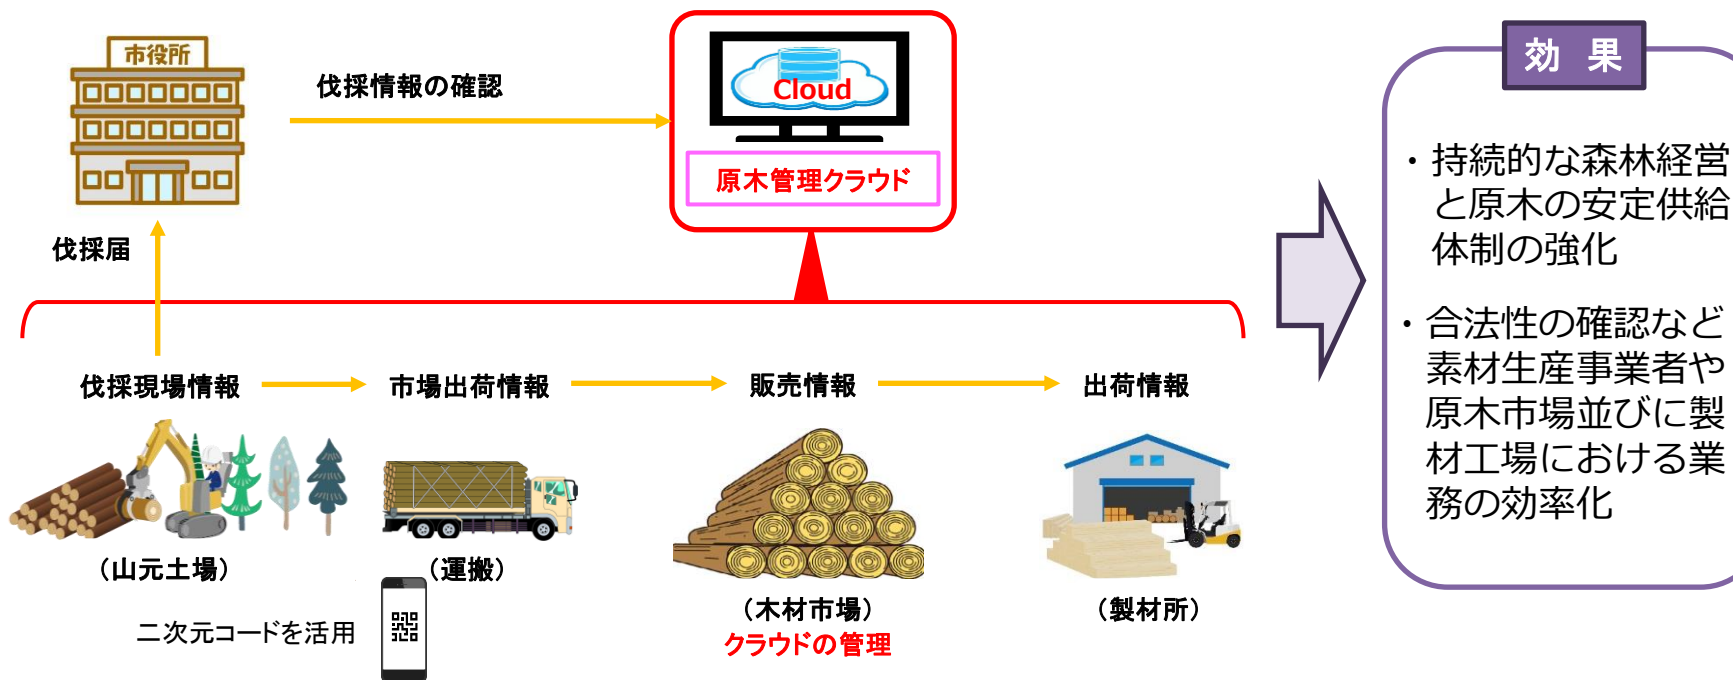 市役所
伐採情報の確認
Cloud
原木管理クラウド
伐採届
伐採現場情報
市場出荷情報
販売情報
出荷情報
（山元土場）
（運搬）
（木材市場）
（製材所）
クラウドの管理
二次元コードを活用
効 果
・持続的な森林経営
と原木の安定供給
体制の強化
・合法性の確認など
素材生産事業者や
原木市場並びに製
材工場における業
務の効率化